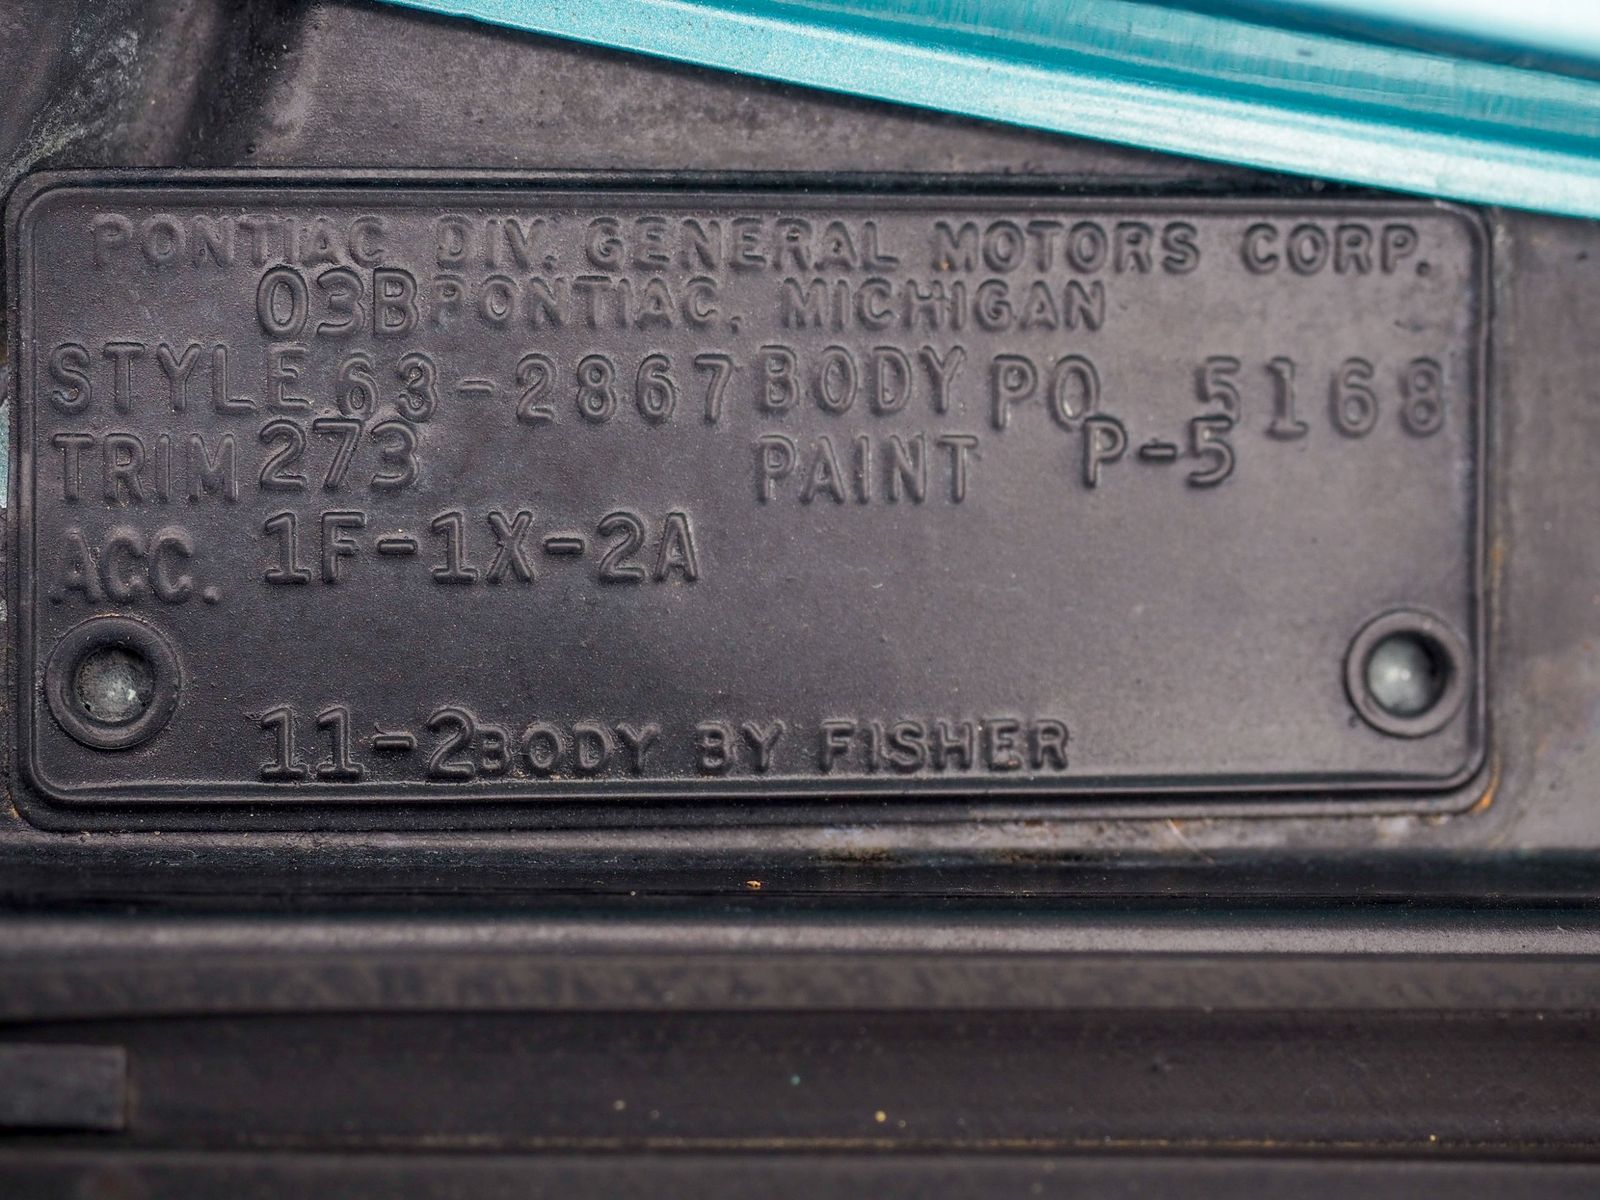 PONTIAC DIV. GENERAL MOTORS CORP.
03B PONTIAC, MICHIGAN
STYLE 63-2867 BODY PO 5168
TRIM 273 PAINT P-5
ACC. 1F-1X-2A
11-2 BODY BY FISHER